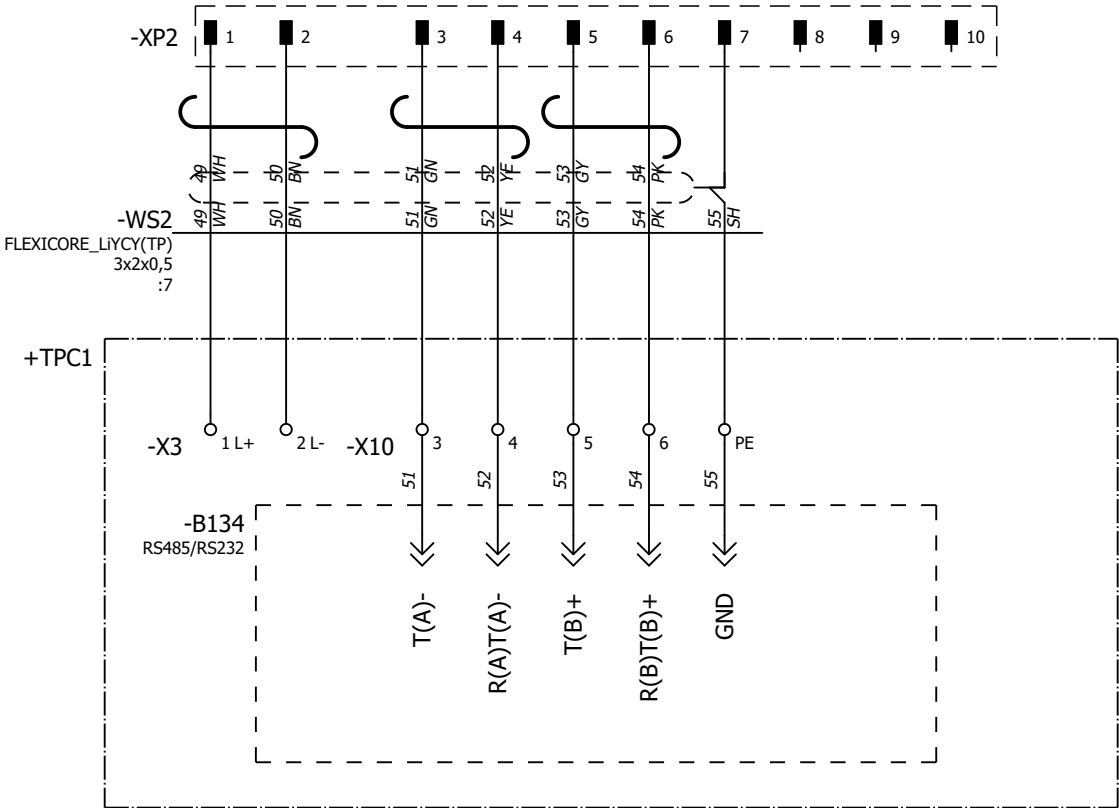 -XP2 1 2 3 4 5 6 7 8 9 10
49 WH 50 BN 51 GN 52 YE 53 GY 54 PK
-WS2 49 WH 50 BN 51 GN 52 YE 53 GY 54 PK 55 SH
FLEXICORE_LiYCY(TP)
3x2x0,5
:7
+TPC1
-X3 1 L+ 2 L- -X10 3 4 5 6 PE
51 52 53 54 55
-B134
RS485/RS232
T(A)-
R(A)T(A)-
T(B)+
R(B)T(B)+
GND